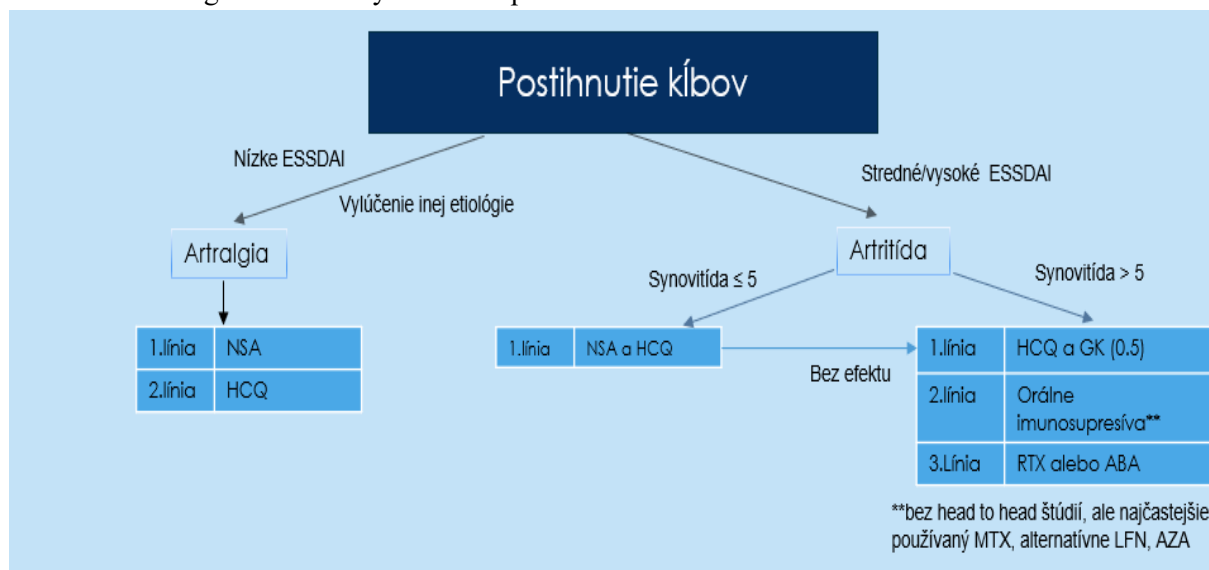 Postihnutie kĺbov
Nízke ESSDAI
Stredné/vysoké ESSDAI
Vylúčenie inej etiológie
Artralgia
Artritída
Synovitída ≤ 5
Synovitída > 5
1.línia NSA
2.línia HCQ
1.línia NSA a HCQ
Bez efektu
1.línia HCQ a GK (0.5)
2.línia Orálne
imunosupresíva**
3.Línia RTX alebo ABA
**bez head to head štúdií, ale najčastejšie
používaný MTX, alternatívne LFN, AZA